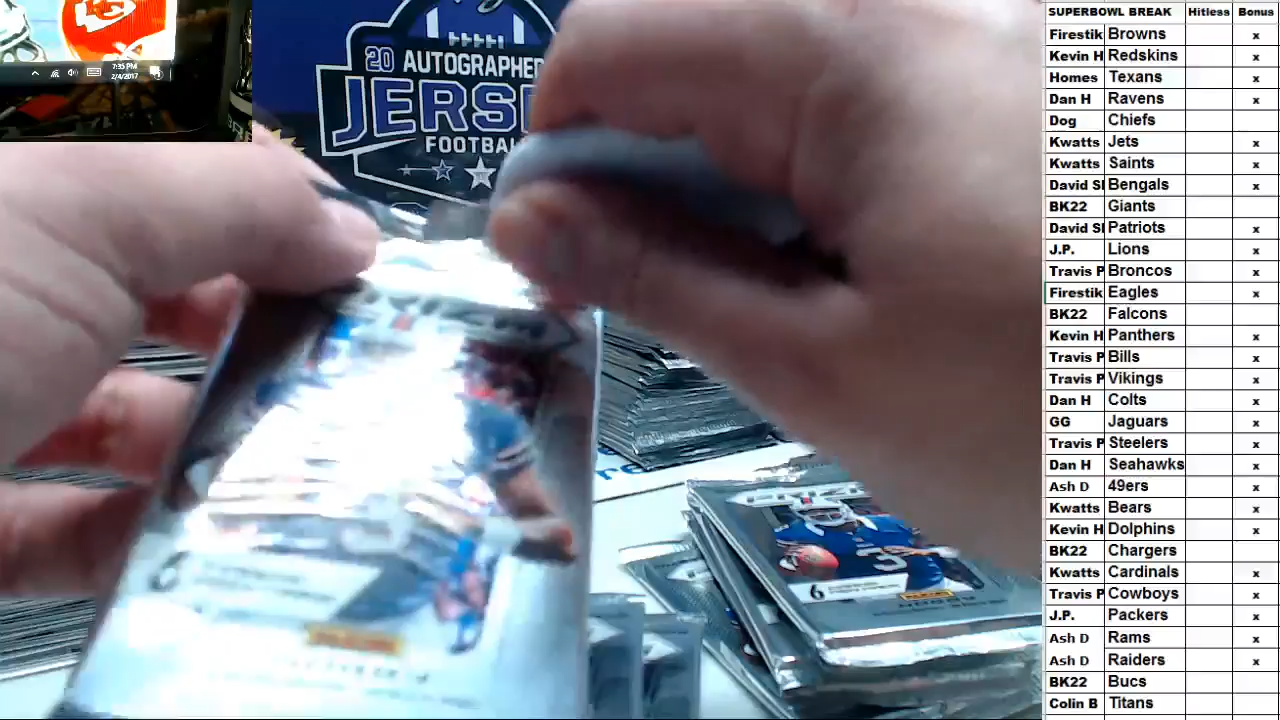 7:35 PM
2/4/2017
20 AUTOGRAPHED
JERSE
FOOTBA
6
PANINI
SUPERBOWL BREAK Hitless Bonus
Firestik Browns x
Kevin H Redskins x
Homes Texans x
Dan H Ravens x
Dog Chiefs
Kwatts Jets x
Kwatts Saints x
David Sl Bengals x
BK22 Giants
David Sl Patriots x
J.P. Lions x
Travis P Broncos x
Firestik Eagles x
BK22 Falcons
Kevin H Panthers x
Travis P Bills x
Travis P Vikings x
Dan H Colts x
GG Jaguars x
Travis P Steelers x
Dan H Seahawks x
Ash D 49ers x
Kwatts Bears x
Kevin H Dolphins x
BK22 Chargers
Kwatts Cardinals x
Travis P Cowboys x
J.P. Packers x
Ash D Rams x
Ash D Raiders x
BK22 Bucs
Colin B Titans